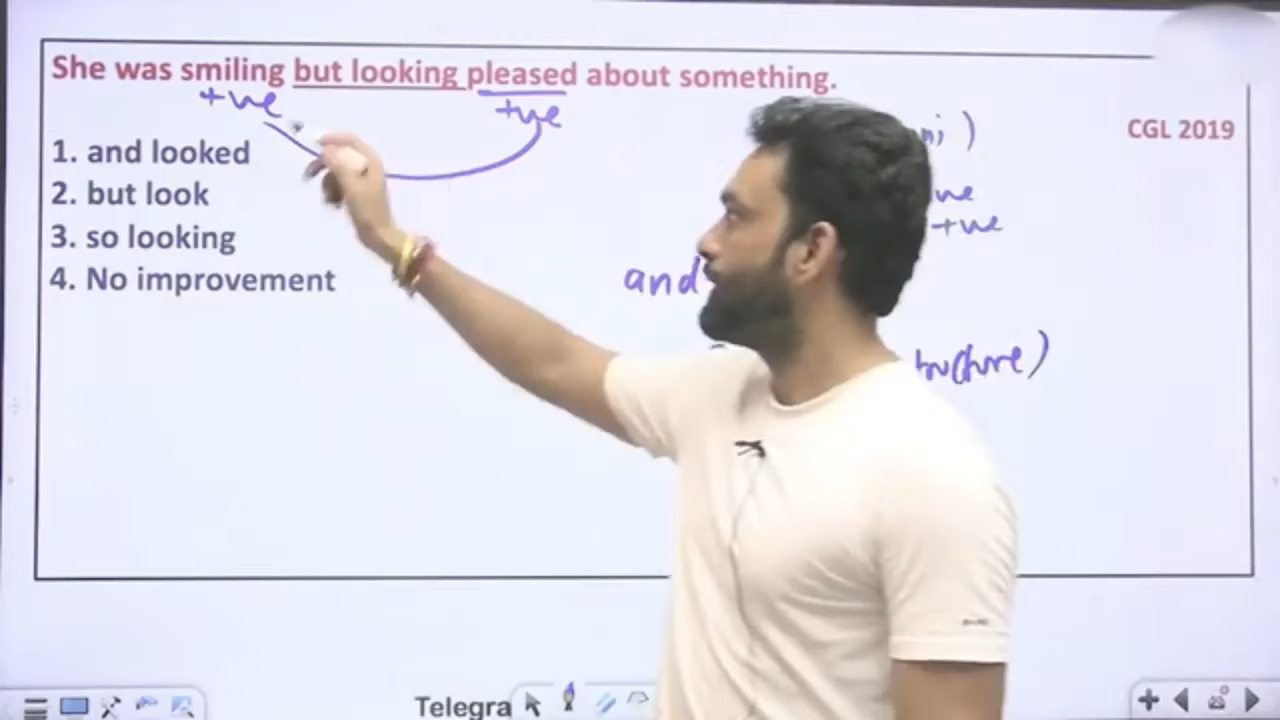 She was smiling but looking pleased about something.
+ve +ve
CGL 2019
1. and looked
2. but look
+ve
3. so looking
and
4. No improvement
Telegra